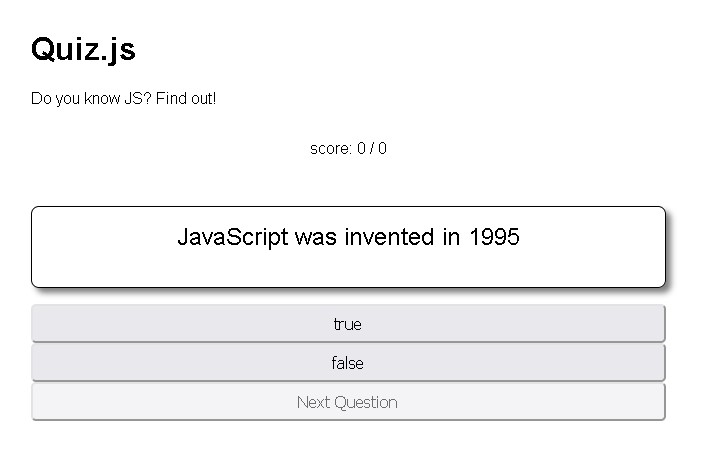 Quiz.js
Do you know JS? Find out!
score: 0 / 0
JavaScript was invented in 1995
true
false
Next Question